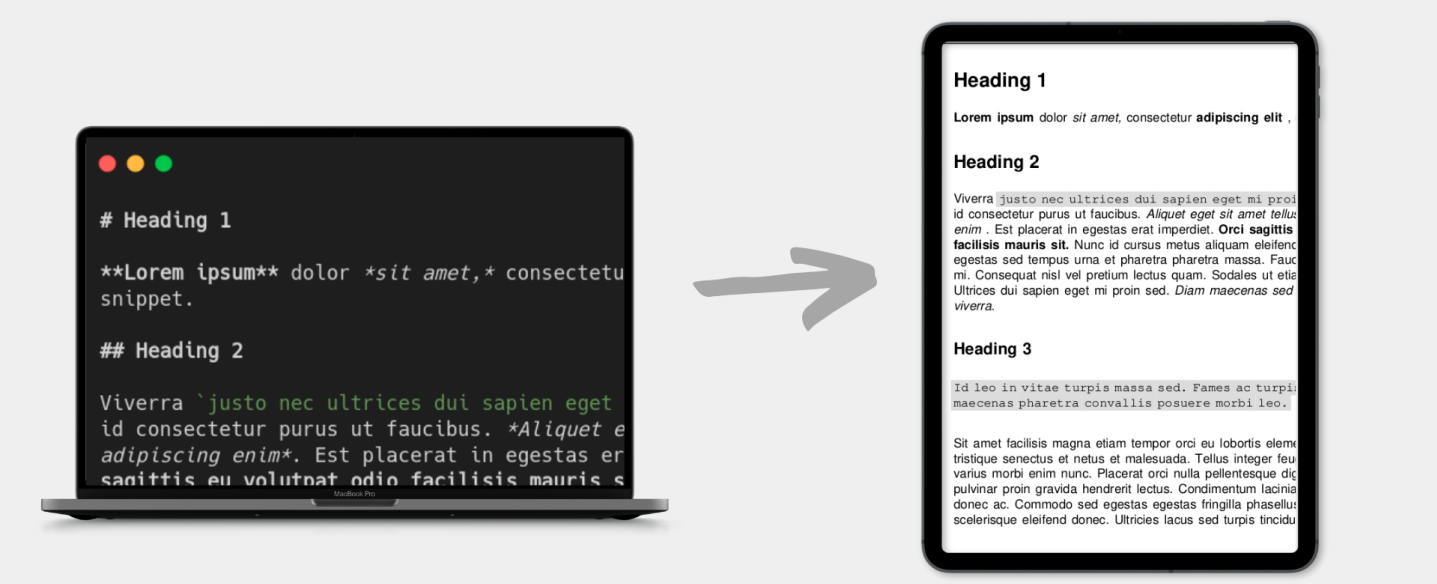 # Heading 1
**Lorem ipsum** dolor *sit amet,* consectetu
snippet.
## Heading 2
Viverra `justo nec ultrices dui sapien eget
id consectetur purus ut faucibus. *Aliquet e
adipiscing enim*. Est placerat in egestas er
sagittis eu volutpat odio facilisis mauris s
MacBook Pro
Heading 1
Lorem ipsum dolor sit amet, consectetur adipiscing elit ,
Heading 2
Viverra justo nec ultrices dui sapien eget mi proi
id consectetur purus ut faucibus. Aliquet eget sit amet tellus
enim . Est placerat in egestas erat imperdiet. Orci sagittis
facilisis mauris sit. Nunc id cursus metus aliquam eleifend
egestas sed tempus urna et pharetra pharetra massa. Fauc
mi. Consequat nisl vel pretium lectus quam. Sodales ut etia
Ultrices dui sapien eget mi proin sed. Diam maecenas sed
viverra.
Heading 3
Id leo in vitae turpis massa sed. Fames ac turpi
maecenas pharetra convallis posuere morbi leo.
Sit amet facilisis magna etiam tempor orci eu lobortis eleme
tristique senectus et netus et malesuada. Tellus integer feu
varius morbi enim nunc. Placerat orci nulla pellentesque dig
pulvinar proin gravida hendrerit lectus. Condimentum lacinia
donec ac. Commodo sed egestas egestas fringilla phasellus
scelerisque eleifend donec. Ultricies lacus sed turpis tincidu